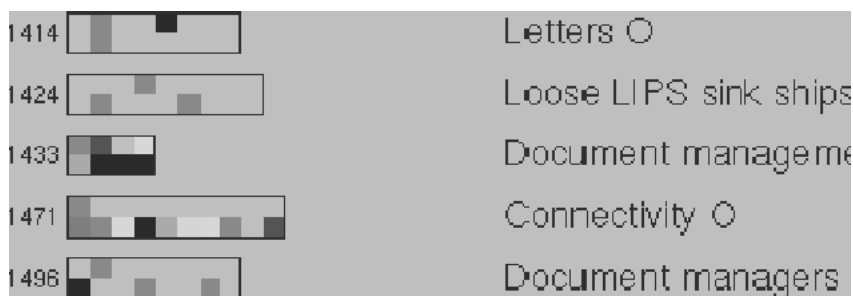 1414 Letters O
1424 Loose LIPS sink ships
1433 Document manageme
1471 Connectivity O
1496 Document managers